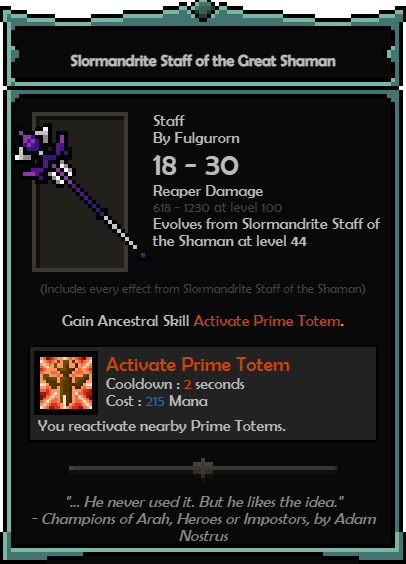 Slormandrite Staff of the Great Shaman
Staff
By Fulgurorn
18 - 30
Reaper Damage
618 - 1230 at level 100
Evolves from Slormandrite Staff of
the Shaman at level 44
(Includes every effect from Slormandrite Staff of the Shaman)
Gain Ancestral Skill Activate Prime Totem.
Activate Prime Totem
Cooldown : 2 seconds
Cost : 215 Mana
You reactivate nearby Prime Totems.
"... He never used it. But he likes the idea."
- Champions of Arah, Heroes or Impostors, by Adam
Nostrus